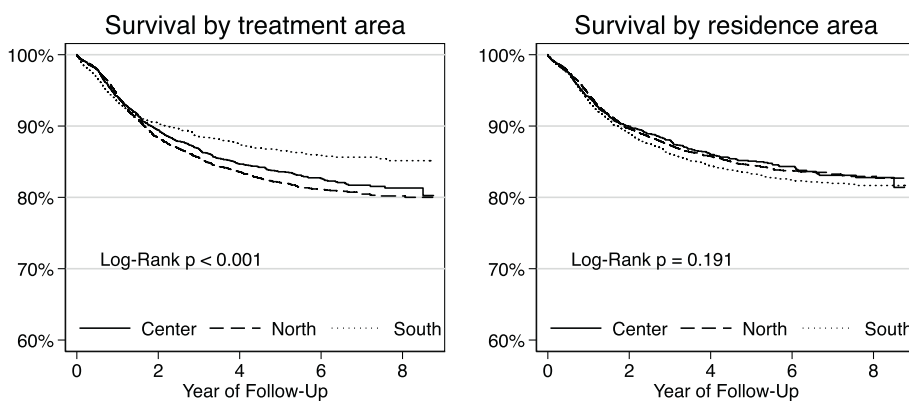 Survival by treatment area
100%
90%
80%
70%
60%
Log-Rank p < 0.001
Center North South
0 2 4 6 8
Year of Follow-Up
Survival by residence area
100%
90%
80%
70%
60%
Log-Rank p = 0.191
Center North South
0 2 4 6 8
Year of Follow-Up